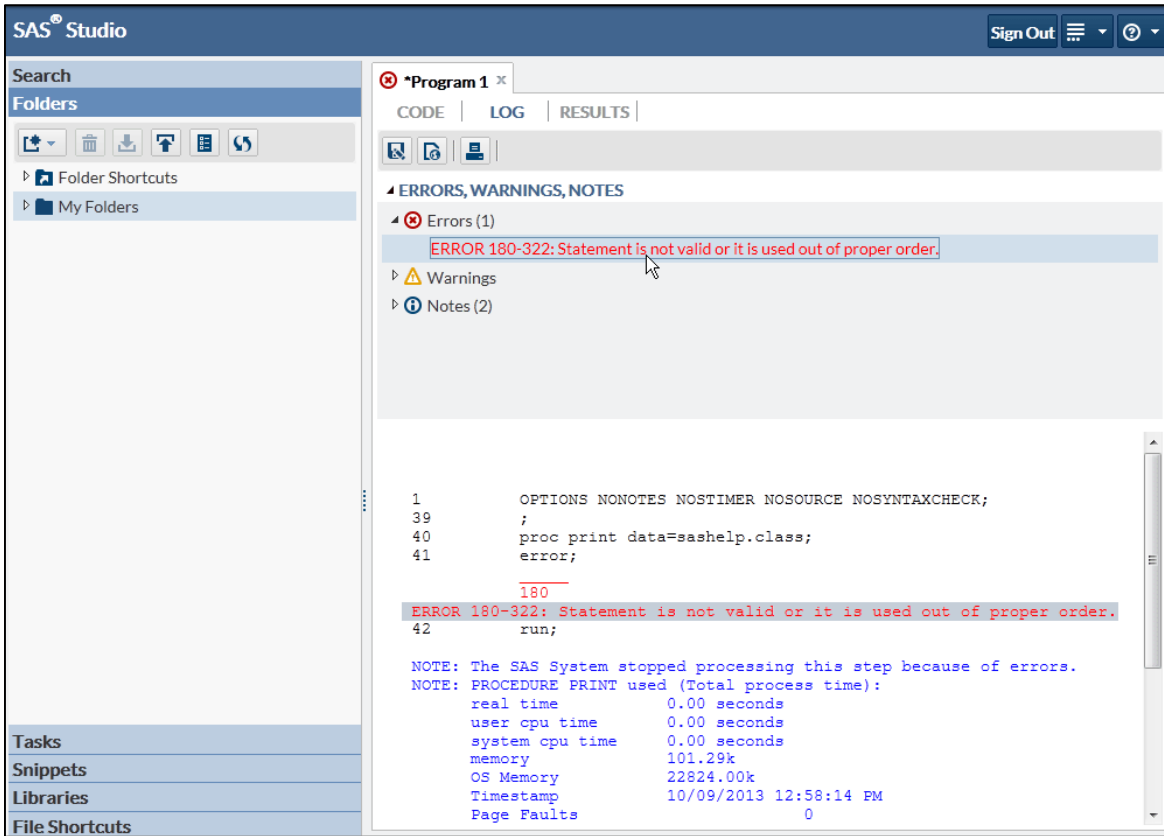 SAS® Studio
Sign Out
Search
Folders
Folder Shortcuts
My Folders
Tasks
Snippets
Libraries
File Shortcuts
*Program 1
CODE LOG RESULTS
ERRORS, WARNINGS, NOTES
Errors (1)
ERROR 180-322: Statement is not valid or it is used out of proper order.
Warnings
Notes (2)
1 OPTIONS NONOTES NOSTIMER NOSOURCE NOSYNTAXCHECK;
39 ;
40 proc print data=sashelp.class;
41 error;
180
ERROR 180-322: Statement is not valid or it is used out of proper order.
42 run;
NOTE: The SAS System stopped processing this step because of errors.
NOTE: PROCEDURE PRINT used (Total process time):
real time 0.00 seconds
user cpu time 0.00 seconds
system cpu time 0.00 seconds
memory 101.29k
OS Memory 22824.00k
Timestamp 10/09/2013 12:58:14 PM
Page Faults 0